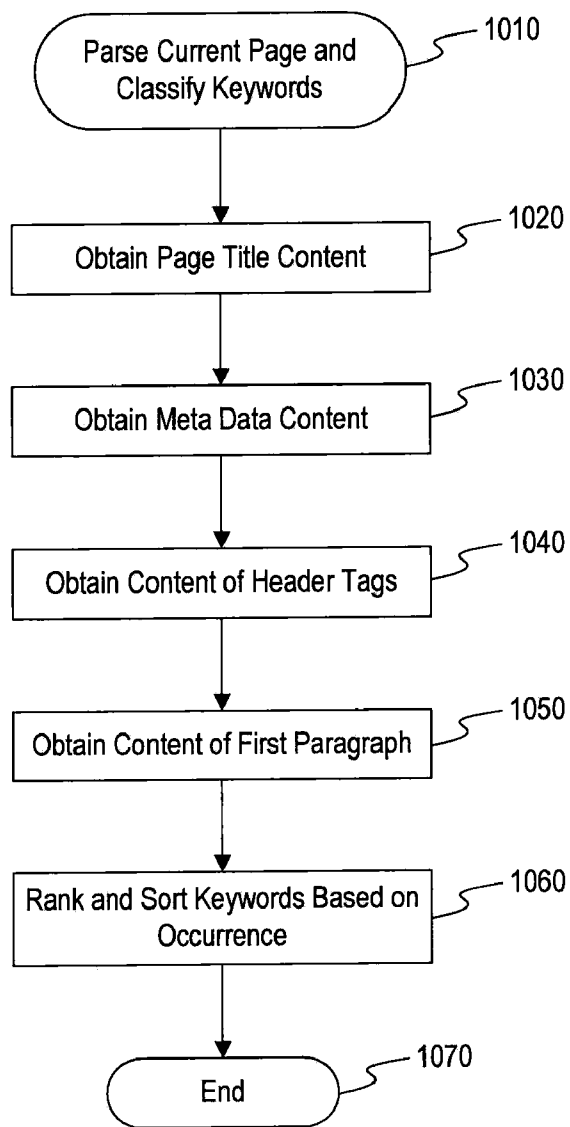 Parse Current Page and
Classify Keywords
1010
Obtain Page Title Content
1020
Obtain Meta Data Content
1030
Obtain Content of Header Tags
1040
Obtain Content of First Paragraph
1050
Rank and Sort Keywords Based on
Occurrence
1060
End
1070